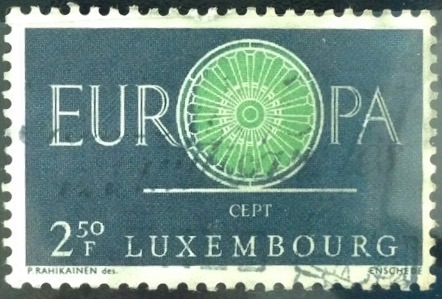 EUROPA
CEPT
2.50 F LUXEMBOURG
P. RAHIKAINEN des. ENSCHEDE